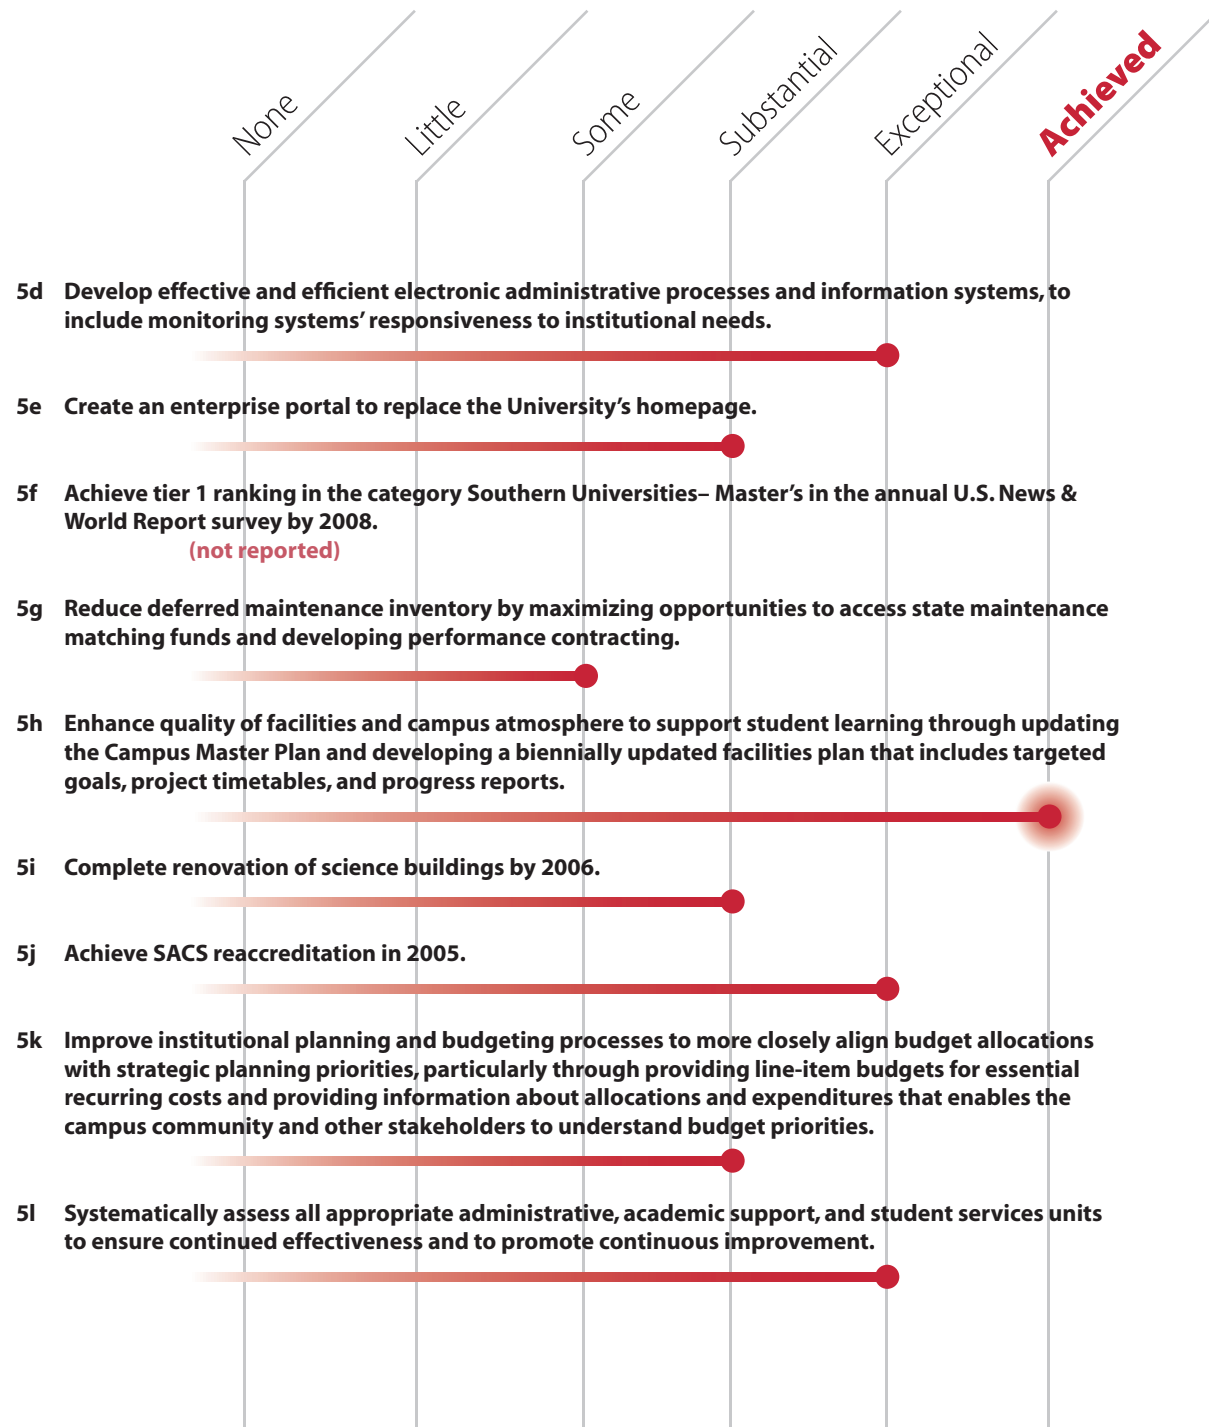 None
Little
Some
Substantial
Exceptional
Achieved
5d Develop effective and efficient electronic administrative processes and information systems, to
include monitoring systems’ responsiveness to institutional needs.
5e Create an enterprise portal to replace the University’s homepage.
5f Achieve tier 1 ranking in the category Southern Universities– Master’s in the annual U.S. News &
World Report survey by 2008.
(not reported)
5g Reduce deferred maintenance inventory by maximizing opportunities to access state maintenance
matching funds and developing performance contracting.
5h Enhance quality of facilities and campus atmosphere to support student learning through updating
the Campus Master Plan and developing a biennially updated facilities plan that includes targeted
goals, project timetables, and progress reports.
5i Complete renovation of science buildings by 2006.
5j Achieve SACS reaccreditation in 2005.
5k Improve institutional planning and budgeting processes to more closely align budget allocations
with strategic planning priorities, particularly through providing line-item budgets for essential
recurring costs and providing information about allocations and expenditures that enables the
campus community and other stakeholders to understand budget priorities.
5l Systematically assess all appropriate administrative, academic support, and student services units
to ensure continued effectiveness and to promote continuous improvement.